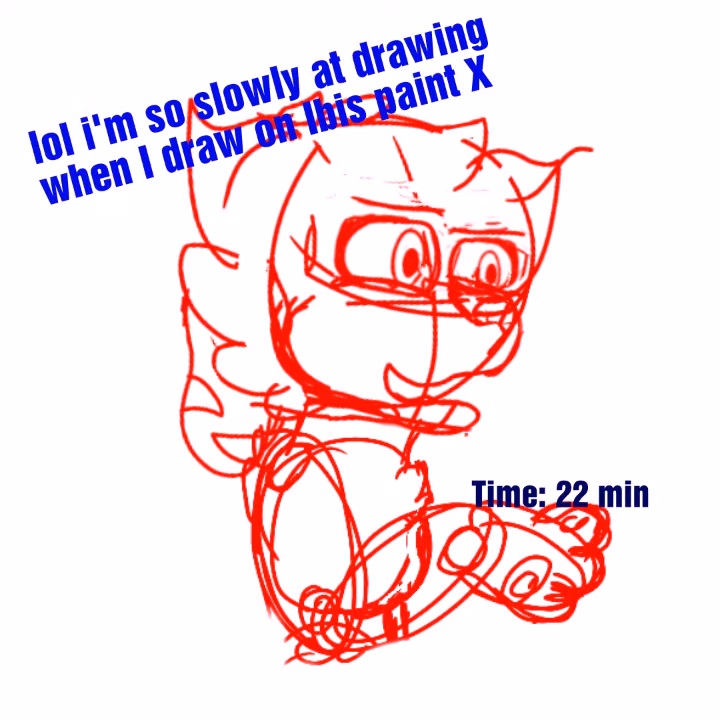 lol i'm so slowly at drawing
when I draw on Ibis paint X
Time: 22 min